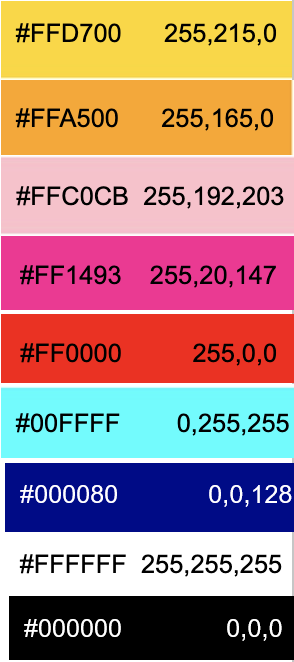 #FFD700 255,215,0
#FFA500 255,165,0
#FFC0CB 255,192,203
#FF1493 255,20,147
#FF0000 255,0,0
#00FFFF 0,255,255
#000080 0,0,128
#FFFFFF 255,255,255
#000000 0,0,0